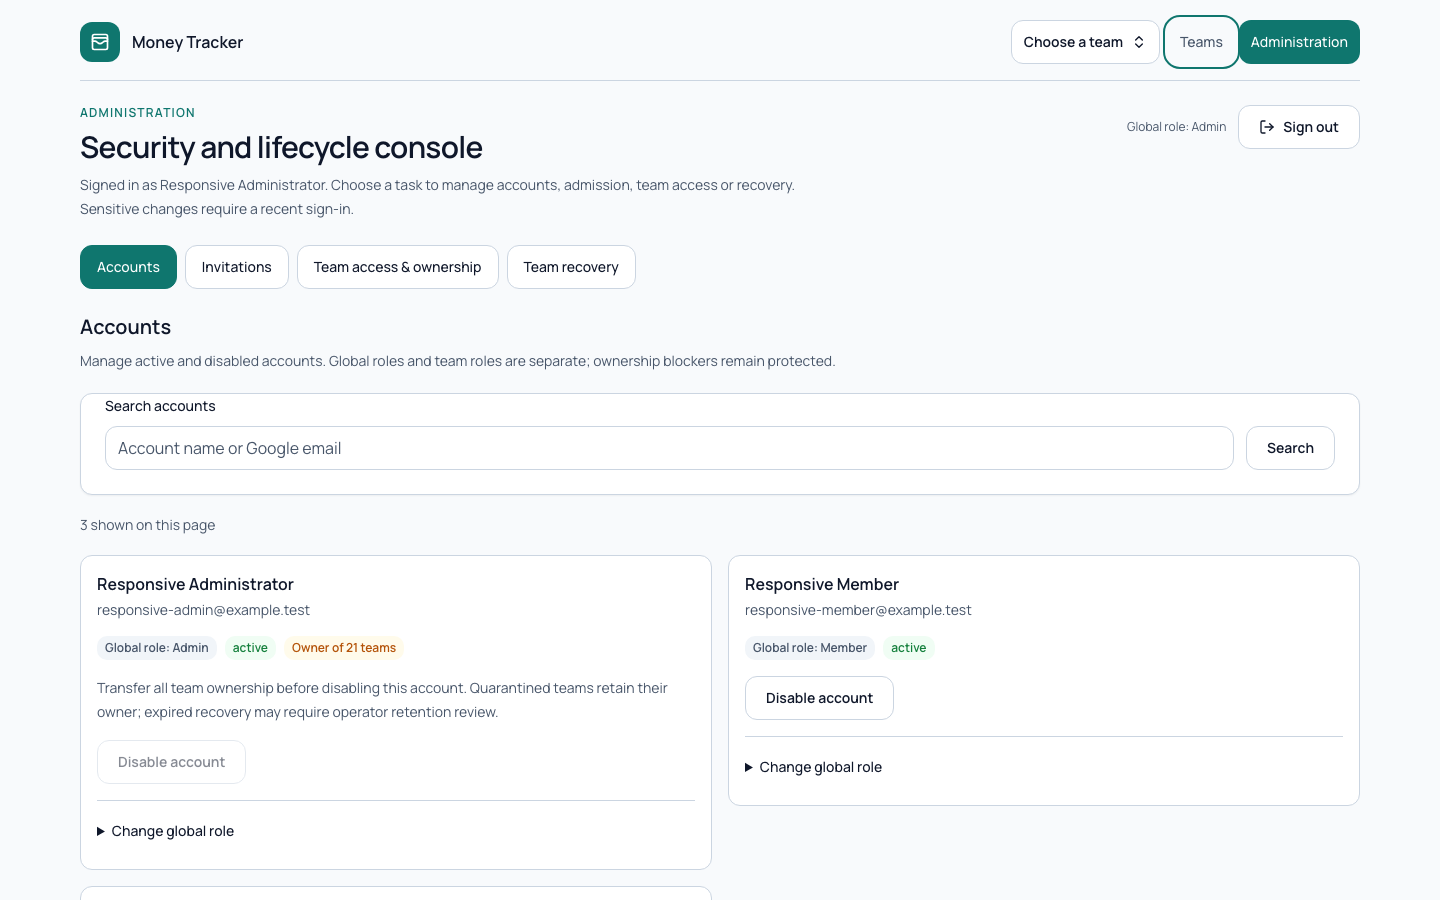 Money Tracker
Choose a team
Teams
Administration
ADMINISTRATION
Security and lifecycle console
Global role: Admin
Sign out
Signed in as Responsive Administrator. Choose a task to manage accounts, admission, team access or recovery.
Sensitive changes require a recent sign-in.
Accounts
Invitations
Team access & ownership
Team recovery
Accounts
Manage active and disabled accounts. Global roles and team roles are separate; ownership blockers remain protected.
Search accounts
Account name or Google email
Search
3 shown on this page
Responsive Administrator
responsive-admin@example.test
Global role: Admin
active
Owner of 21 teams
Transfer all team ownership before disabling this account. Quarantined teams retain their
owner; expired recovery may require operator retention review.
Disable account
Change global role
Responsive Member
responsive-member@example.test
Global role: Member
active
Disable account
Change global role